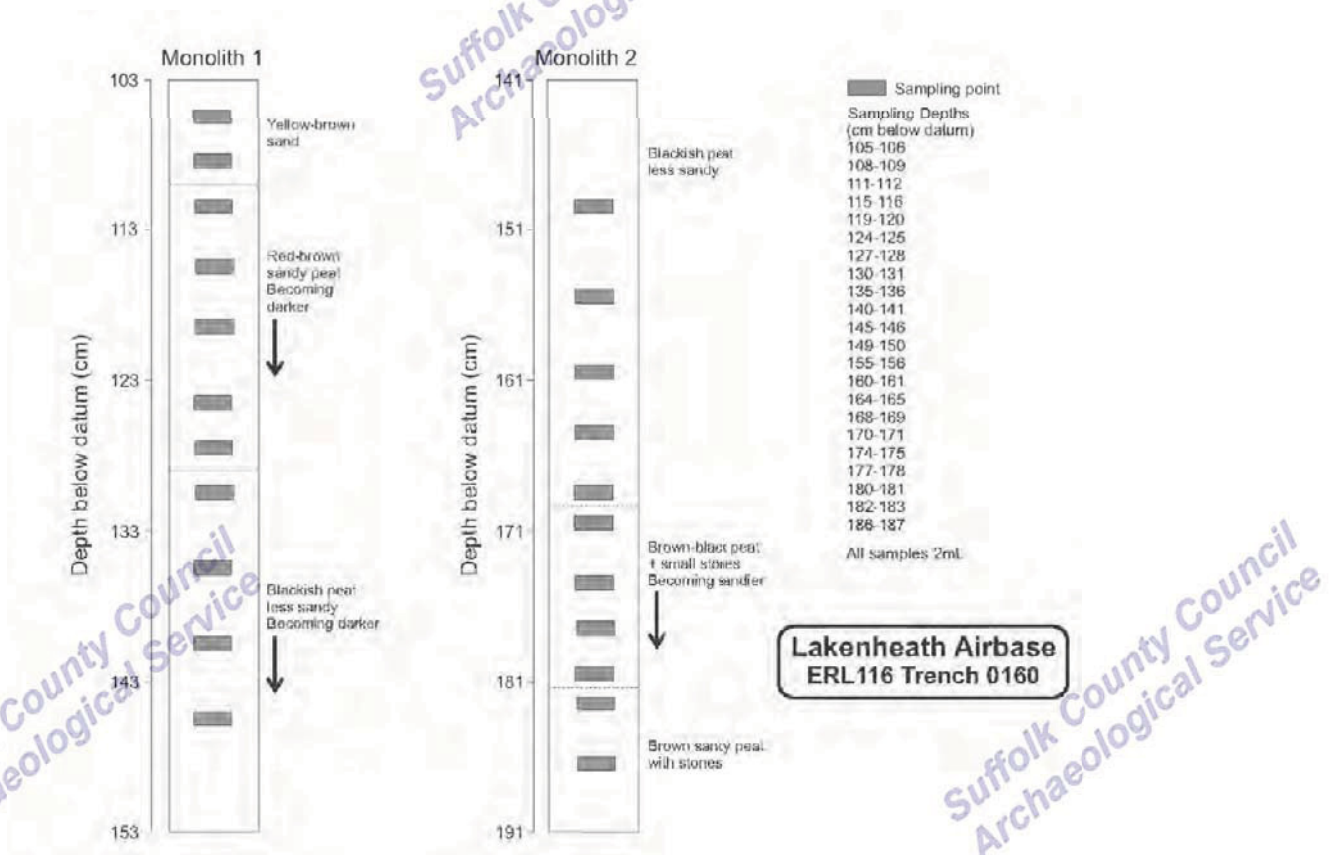 Suffolk County Council
Archaeological Service
Monolith 1
Depth below datum (cm)
103
113
123
133
143
153
Yellow-brown
sand
Red-brown
sandy peat
Becoming
darker
Blackish peat
less sandy
Becoming darker
Monolith 2
Depth below datum (cm)
141
151
161
171
181
191
Blackish peat
less sandy
Brown-black peat
+ small stones
Becoming sandier
Brown sandy peat
with stones
Sampling point
Sampling Depths
(cm below datum)
105-106
108-109
111-112
115-116
119-120
124-125
127-128
130-131
135-136
140-141
145-146
149-150
155-156
160-161
164-165
168-169
170-171
174-175
177-178
180-181
182-183
186-187
All samples 2mL
Lakenheath Airbase
ERL116 Trench 0160
County Council
eological Service
Suffolk County Council
Archaeological Service